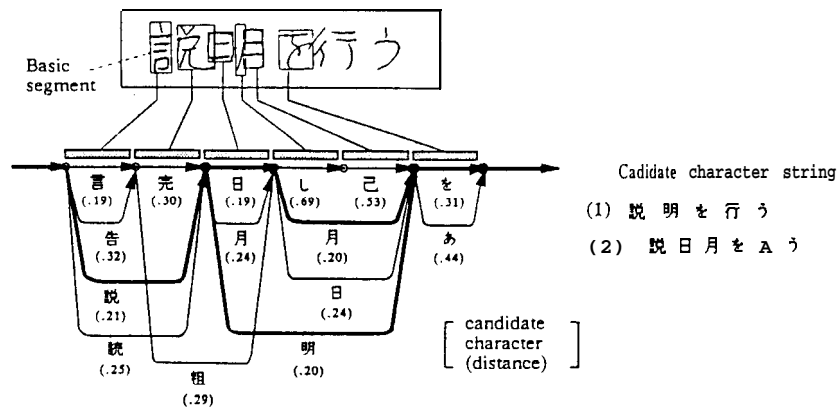 説明を行う
Basic
segment
言 完 日 し 己 を
(.19) (.30) (.19) (.69) (.53) (.31)
告 月 月 あ
(.32) (.24) (.20) (.44)
説 日
(.21) (.24)
読 明
(.25) (.20)
粗
(.29)
Cadidate character string
(1) 説明を行う
(2) 説日月をAう
candidate
character
(distance)